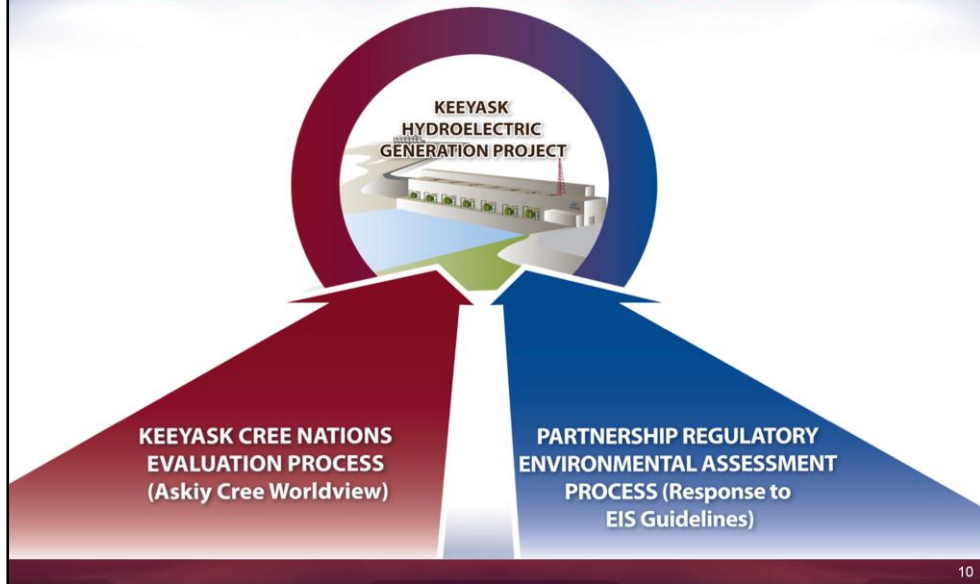 KEEYASK
HYDROELECTRIC
GENERATION PROJECT
KEEYASK CREE NATIONS
EVALUATION PROCESS
(Askiy Cree Worldview)
PARTNERSHIP REGULATORY
ENVIRONMENTAL ASSESSMENT
PROCESS (Response to
EIS Guidelines)
10